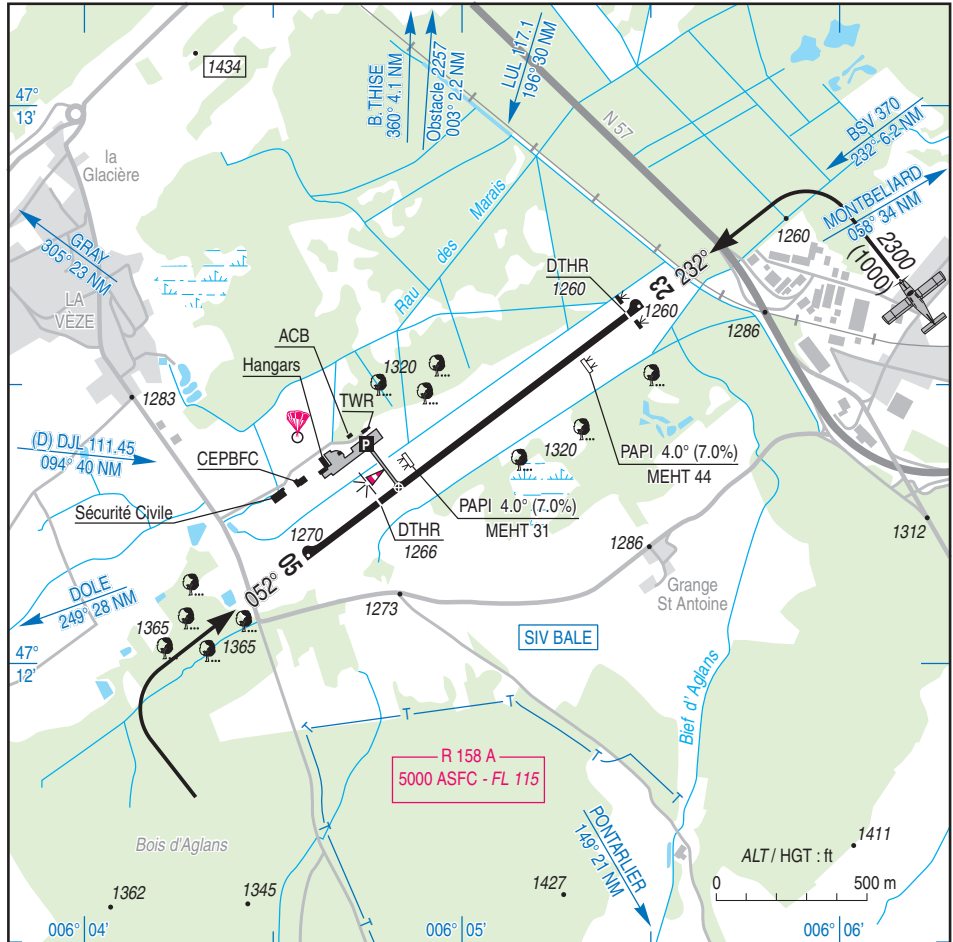 1434
B. THISE
360° 4.1 NM
Obstacle 2257
003° 2.2 NM
LUL 117.1
196° 30 NM
47°
13'
N 57
BSV 370
232° 6.2 NM
la
Glacière
Marais
des
Rau
MONTBELIARD
058° 34 NM
GRAY
305° 23 NM
1260
2300
(1000)
232°
23
DTHR
1260
1260
1286
LA
VÈZE
ACB
Hangars
1320
TWR
1283
P
(D) DJL 111.45
094° 40 NM
CEPBFC
1320
PAPI 4.0° (7.0%)
MEHT 44
Sécurité Civile
PAPI 4.0° (7.0%)
MEHT 31
1270
DTHR
1266
1286
1312
05
052°
DOLE
249° 28 NM
1273
Grange
St Antoine
1365
1365
SIV BALE
47°
12'
Bief d'Aglans
T
T
T
T
T
T
T
R 158 A
5000 ASFC - FL 115
PONTARLIER
149° 21 NM
Bois d'Aglans
1411
ALT / HGT : ft
0 500 m
1362
1345
1427
006° 04'
006° 05'
006° 06'